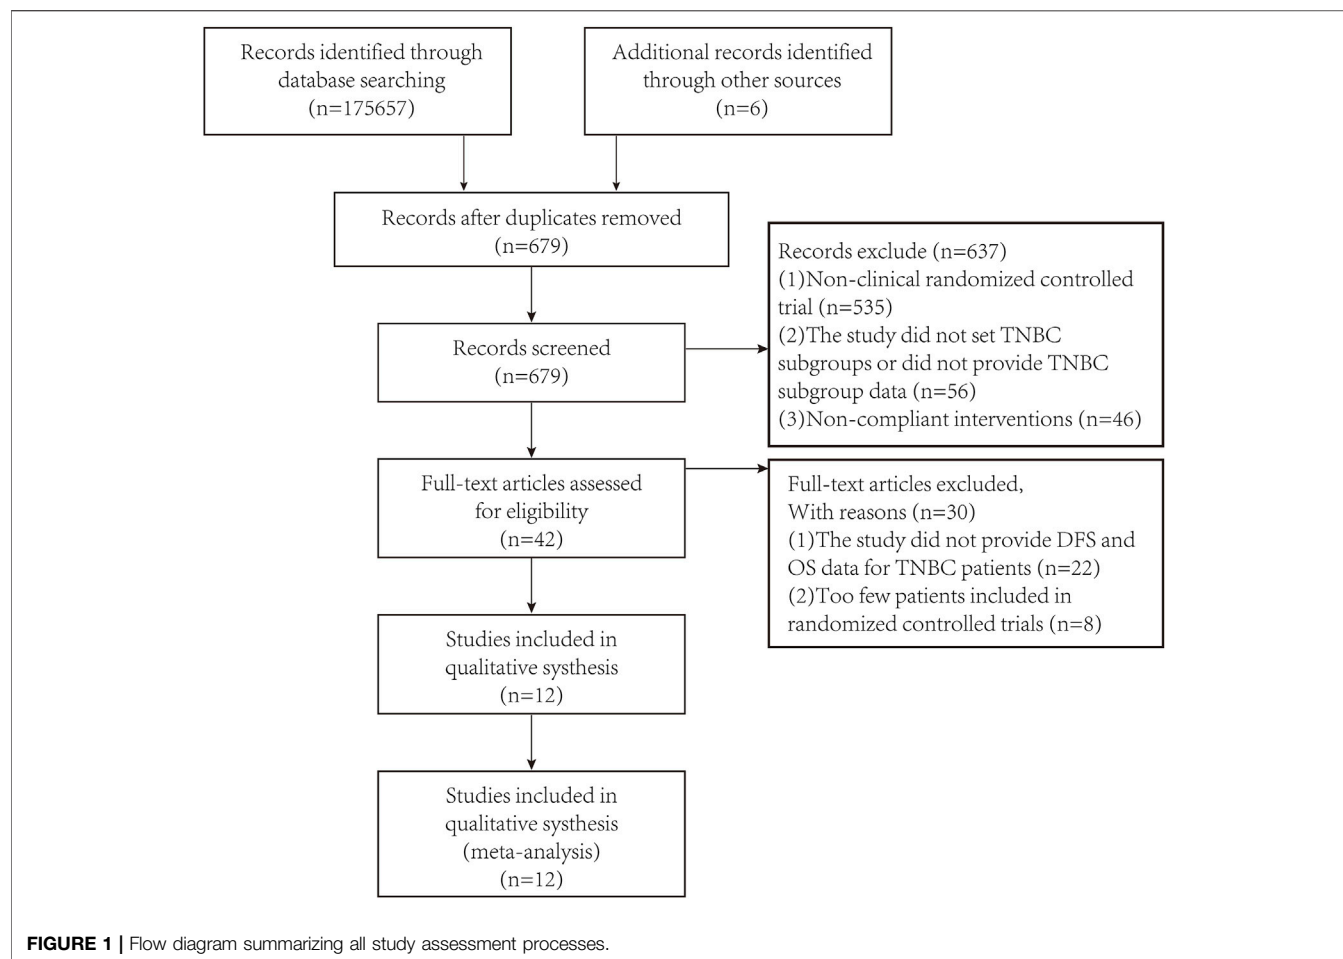 Records identified through
database searching
(n=175657)
Additional records identified
through other sources
(n=6)
Records after duplicates removed
(n=679)
Records screened
(n=679)
Records exclude (n=637)
(1)Non-clinical randomized controlled
trial (n=535)
(2)The study did not set TNBC
subgroups or did not provide TNBC
subgroup data (n=56)
(3)Non-compliant interventions (n=46)
Full-text articles assessed
for eligibility
(n=42)
Full-text articles excluded,
With reasons (n=30)
(1)The study did not provide DFS and
OS data for TNBC patients (n=22)
(2)Too few patients included in
randomized controlled trials (n=8)
Studies included in
qualitative systhesis
(n=12)
Studies included in
qualitative systhesis
(meta-analysis)
(n=12)
FIGURE 1 | Flow diagram summarizing all study assessment processes.